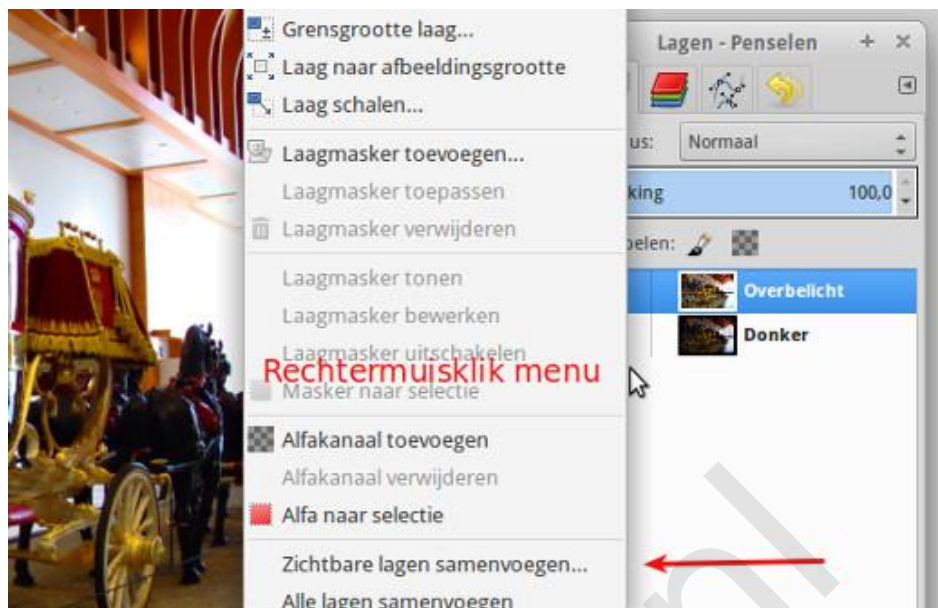 Grensgrootte laag...
Laag naar afbeeldingsgrootte
Laag schalen...
Laagmasker toevoegen...
Laagmasker toepassen
Laagmasker verwijderen
Laagmasker tonen
Laagmasker bewerken
Laagmasker uitschakelen
Rechtermuisklik menu
Masker naar selectie
Alfakanaal toevoegen
Alfakanaal verwijderen
Alfa naar selectie
Zichtbare lagen samenvoegen...
Alle lagen samenvoegen
Lagen - Penselen
us: Normaal
king 100,0
pelen:
Overbelicht
Donker